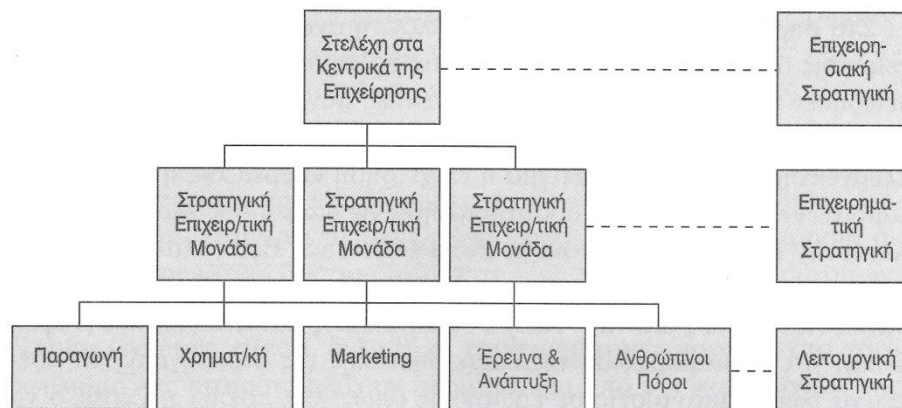 Στελέχη στα
Κεντρικά της
Επιχείρησης
Επιχειρη-
σιακή
Στρατηγική
Στρατηγική
Επιχειρ/τική
Μονάδα
Στρατηγική
Επιχειρ/τική
Μονάδα
Στρατηγική
Επιχειρ/τική
Μονάδα
Επιχειρημα-
τική
Στρατηγική
Παραγωγή
Χρηματ/κή
Marketing
Έρευνα &
Ανάπτυξη
Ανθρώπινοι
Πόροι
Λειτουργική
Στρατηγική